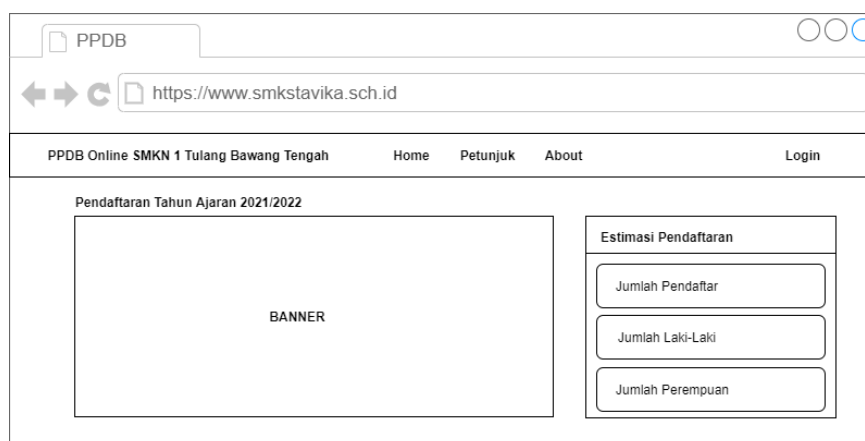 PPDB
https://www.smkstavika.sch.id
PPDB Online SMKN 1 Tulang Bawang Tengah Home Petunjuk About Login
Pendaftaran Tahun Ajaran 2021/2022
BANNER
Estimasi Pendaftaran
Jumlah Pendaftar
Jumlah Laki-Laki
Jumlah Perempuan